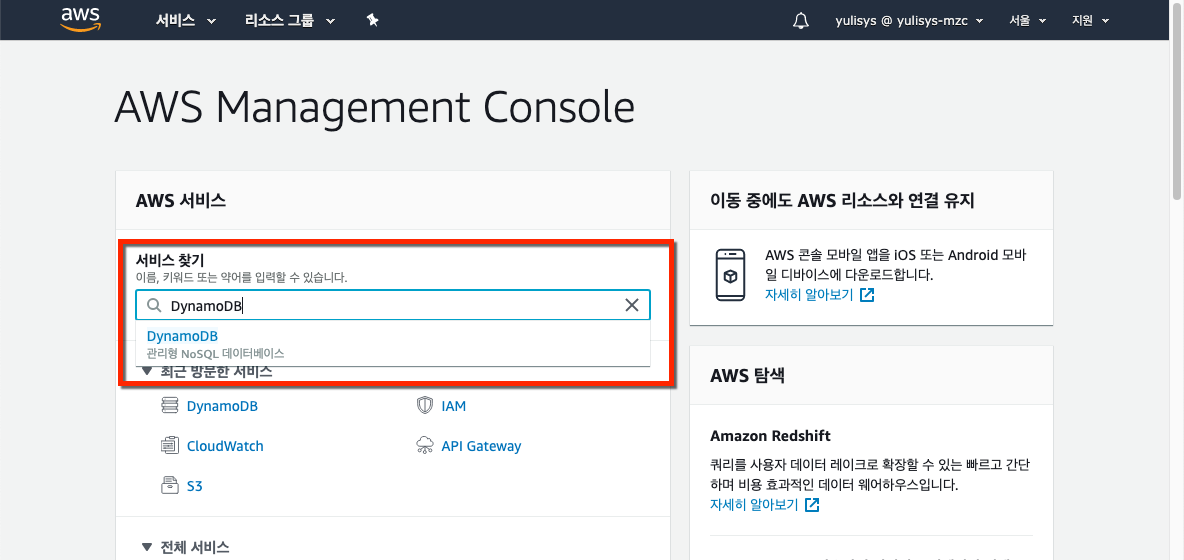 aws 서비스 리소스 그룹 yulisys @ yulisys-mzc 서울 지원
AWS Management Console
AWS 서비스
서비스 찾기
이름, 키워드 또는 약어를 입력할 수 있습니다.
DynamoDB
DynamoDB
관리형 NoSQL 데이터베이스
최근 방문한 서비스
DynamoDB IAM
CloudWatch API Gateway
S3
전체 서비스
이동 중에도 AWS 리소스와 연결 유지
AWS 콘솔 모바일 앱을 iOS 또는 Android 모바
일 디바이스에 다운로드합니다.
자세히 알아보기
AWS 탐색
Amazon Redshift
쿼리를 사용자 데이터 레이크로 확장할 수 있는 빠르고 간단
하며 비용 효과적인 데이터 웨어하우스입니다.
자세히 알아보기